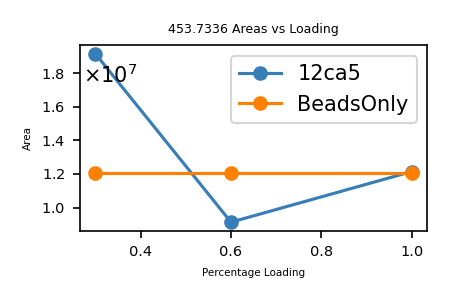 453.7336 Areas vs Loading
×10⁷
12ca5
BeadsOnly
1.8
1.6
1.4
1.2
1.0
Area
0.4 0.6 0.8 1.0
Percentage Loading